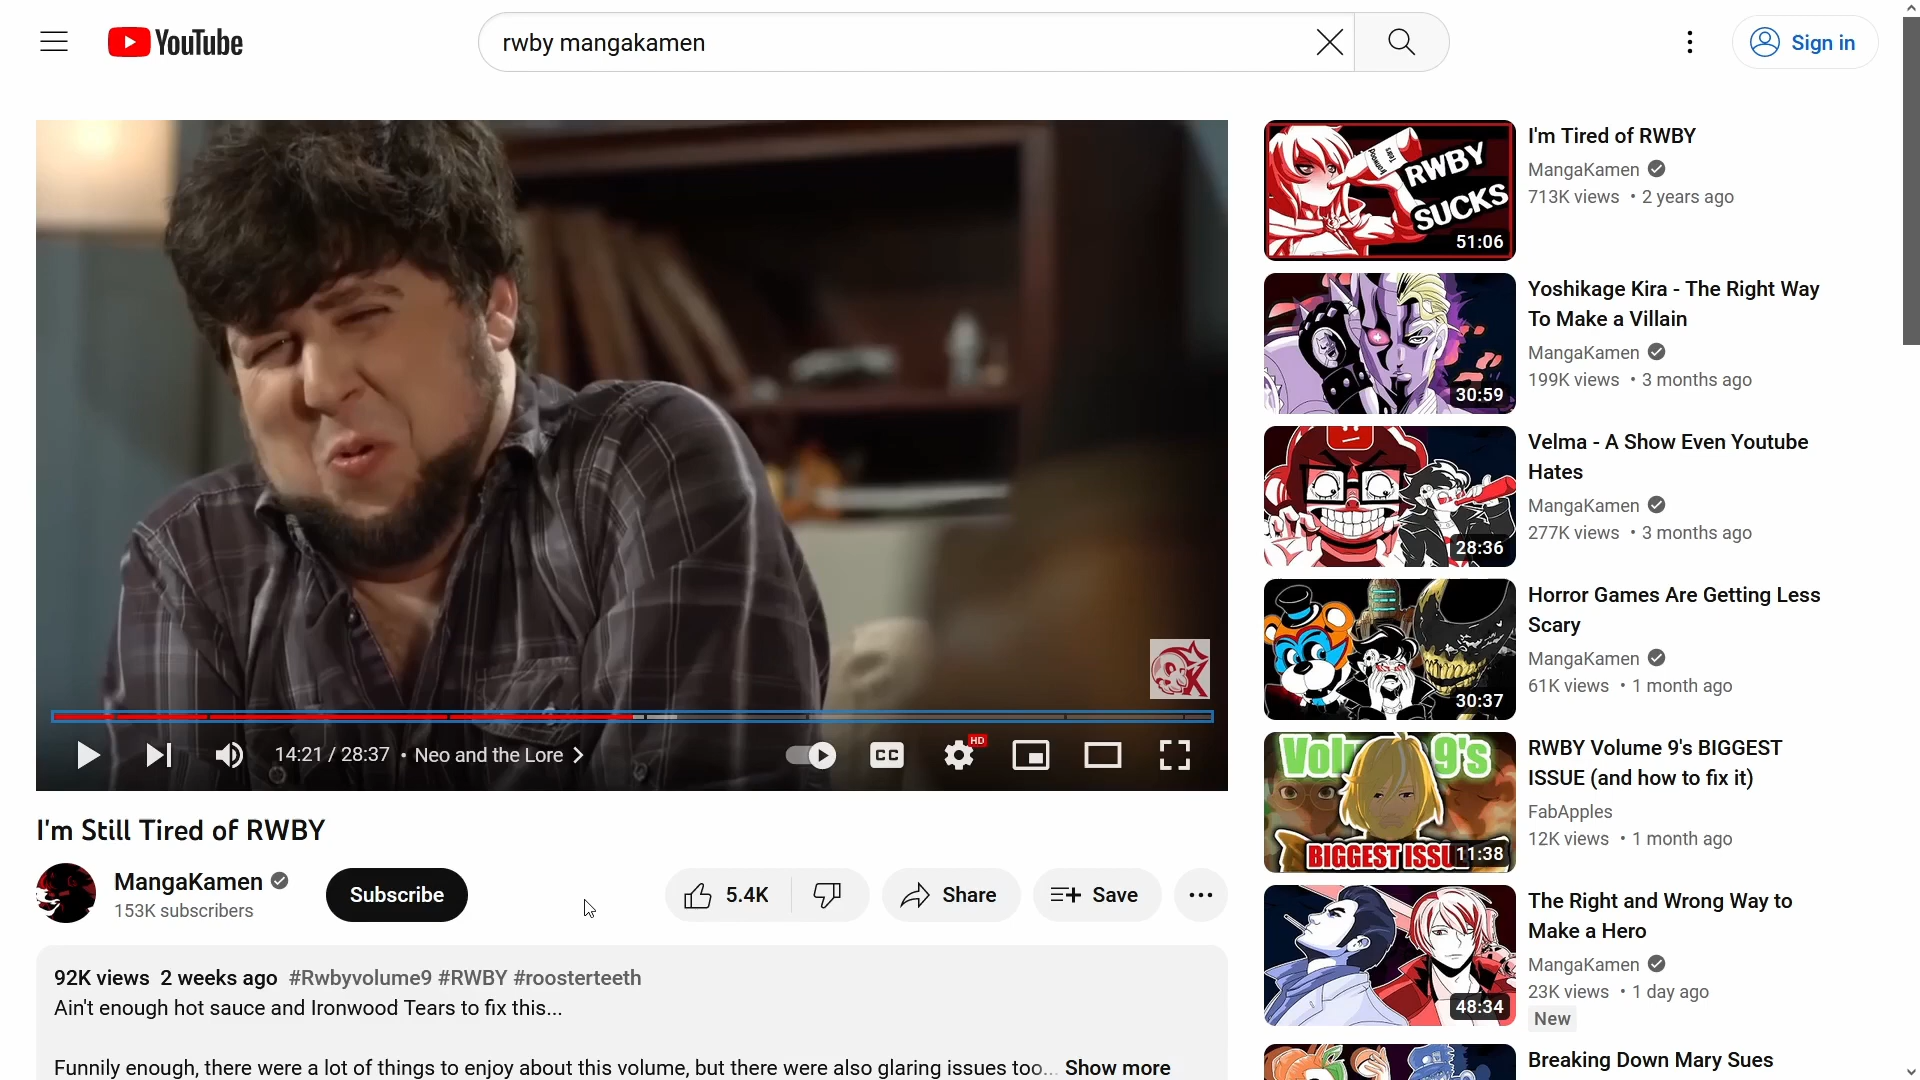 YouTube
rwby mangakamen
Sign in
14:21 / 28:37 • Neo and the Lore
CC
HD
I'm Still Tired of RWBY
MangaKamen
153K subscribers
Subscribe
5.4K
Share
Save
92K views 2 weeks ago #Rwbyvolume9 #RWBY #roosterteeth
Ain't enough hot sauce and Ironwood Tears to fix this...
Funnily enough, there were a lot of things to enjoy about this volume, but there were also glaring issues too... Show more
Ironwood
Tears
RWBY
SUCKS
51:06
I'm Tired of RWBY
MangaKamen
713K views • 2 years ago
30:59
Yoshikage Kira - The Right Way
To Make a Villain
MangaKamen
199K views • 3 months ago
28:36
Velma - A Show Even Youtube
Hates
MangaKamen
277K views • 3 months ago
30:37
Horror Games Are Getting Less
Scary
MangaKamen
61K views • 1 month ago
9's
BIGGEST
11:38
RWBY Volume 9's BIGGEST
ISSUE (and how to fix it)
FabApples
12K views • 1 month ago
48:34
The Right and Wrong Way to
Make a Hero
MangaKamen
23K views • 1 day ago
New
Breaking Down Mary Sues